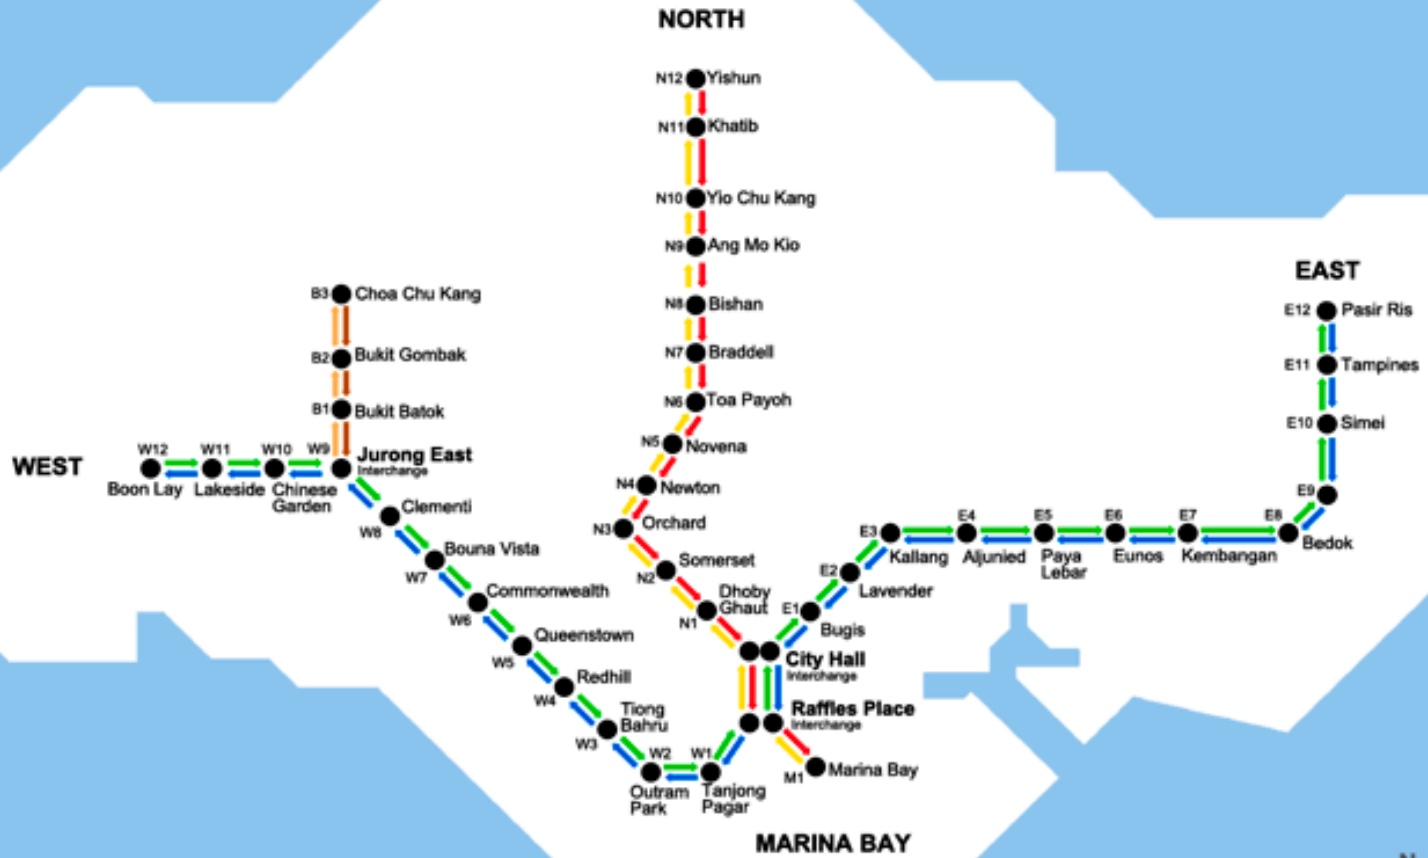 NORTH
N12 Yishun
N11 Khatib
N10 Yio Chu Kang
N9 Ang Mo Kio
N8 Bishan
N7 Braddell
N6 Toa Payoh
N5 Novena
N4 Newton
N3 Orchard
N2 Somerset
N1 Dhoby
Ghaut
B3 Choa Chu Kang
B2 Bukit Gombak
B1 Bukit Batok
WEST
W12
Boon Lay
W11
Lakeside
W10
Chinese
Garden
W9
Jurong East
Interchange
Clementi
W8
Bouna Vista
W7
Commonwealth
W6
Queenstown
W5
Redhill
W4
Tiong
Bahru
W3
W2
Outram
Park
W1
Tanjong
Pagar
City Hall
Interchange
Raffles Place
Interchange
M1 Marina Bay
MARINA BAY
EAST
E12 Pasir Ris
E11 Tampines
E10 Simei
E9
E8
Bedok
E7
Kembangan
E6
Eunos
E5
Paya
Lebar
E4
Aljunied
E3
Kallang
E2
Lavender
E1
Bugis